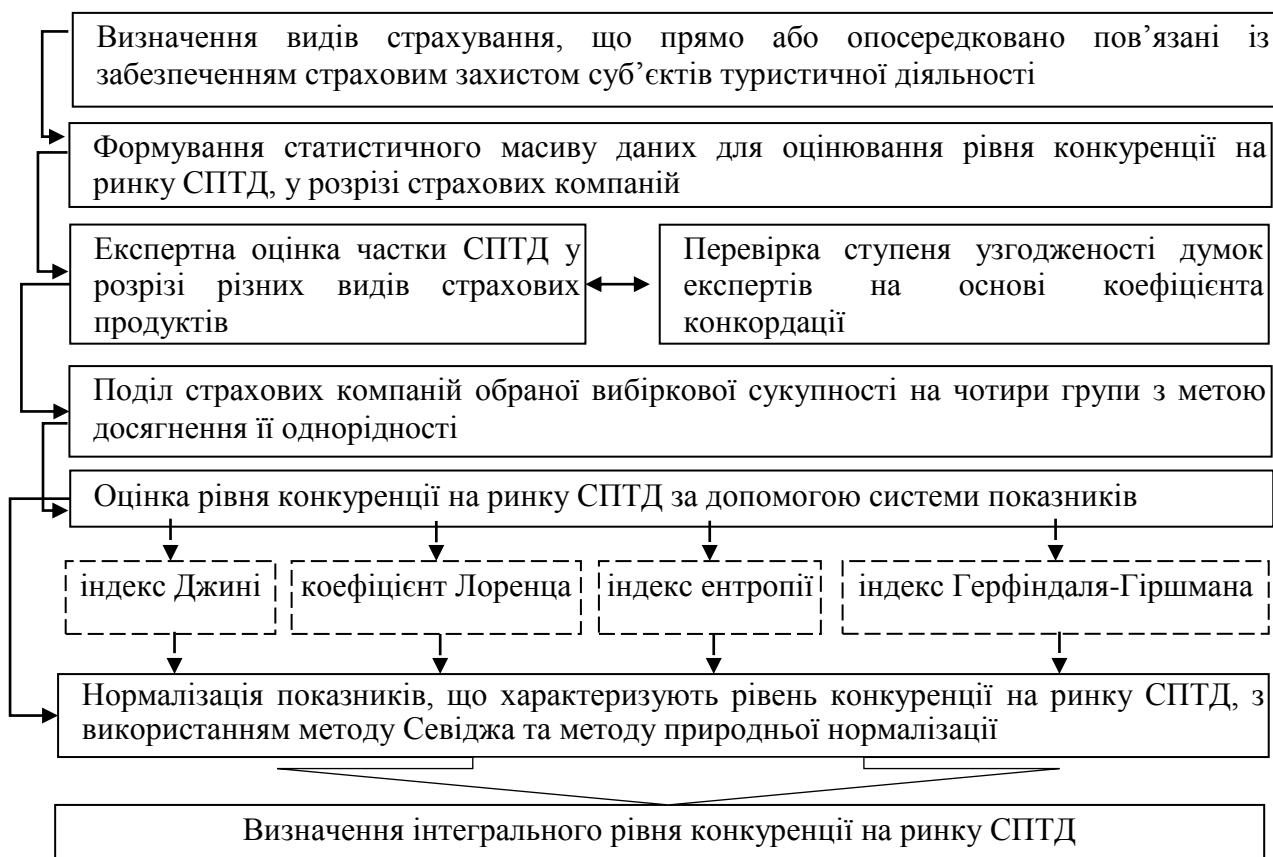 Визначення видів страхування, що прямо або опосередковано пов’язані із
забезпеченням страховим захистом суб’єктів туристичної діяльності
Формування статистичного масиву даних для оцінювання рівня конкуренції на
ринку СПТД, у розрізі страхових компаній
Експертна оцінка частки СПТД у
розрізі різних видів страхових
продуктів
Перевірка ступеня узгодженості думок
експертів на основі коефіцієнта
конкордації
Поділ страхових компаній обраної вибіркової сукупності на чотири групи з метою
досягнення її однорідності
Оцінка рівня конкуренції на ринку СПТД за допомогою системи показників
індекс Джині
коефіцієнт Лоренца
індекс ентропії
індекс Герфіндаля-Гіршмана
Нормалізація показників, що характеризують рівень конкуренції на ринку СПТД, з
використанням методу Севіджа та методу природньої нормалізації
Визначення інтегрального рівня конкуренції на ринку СПТД